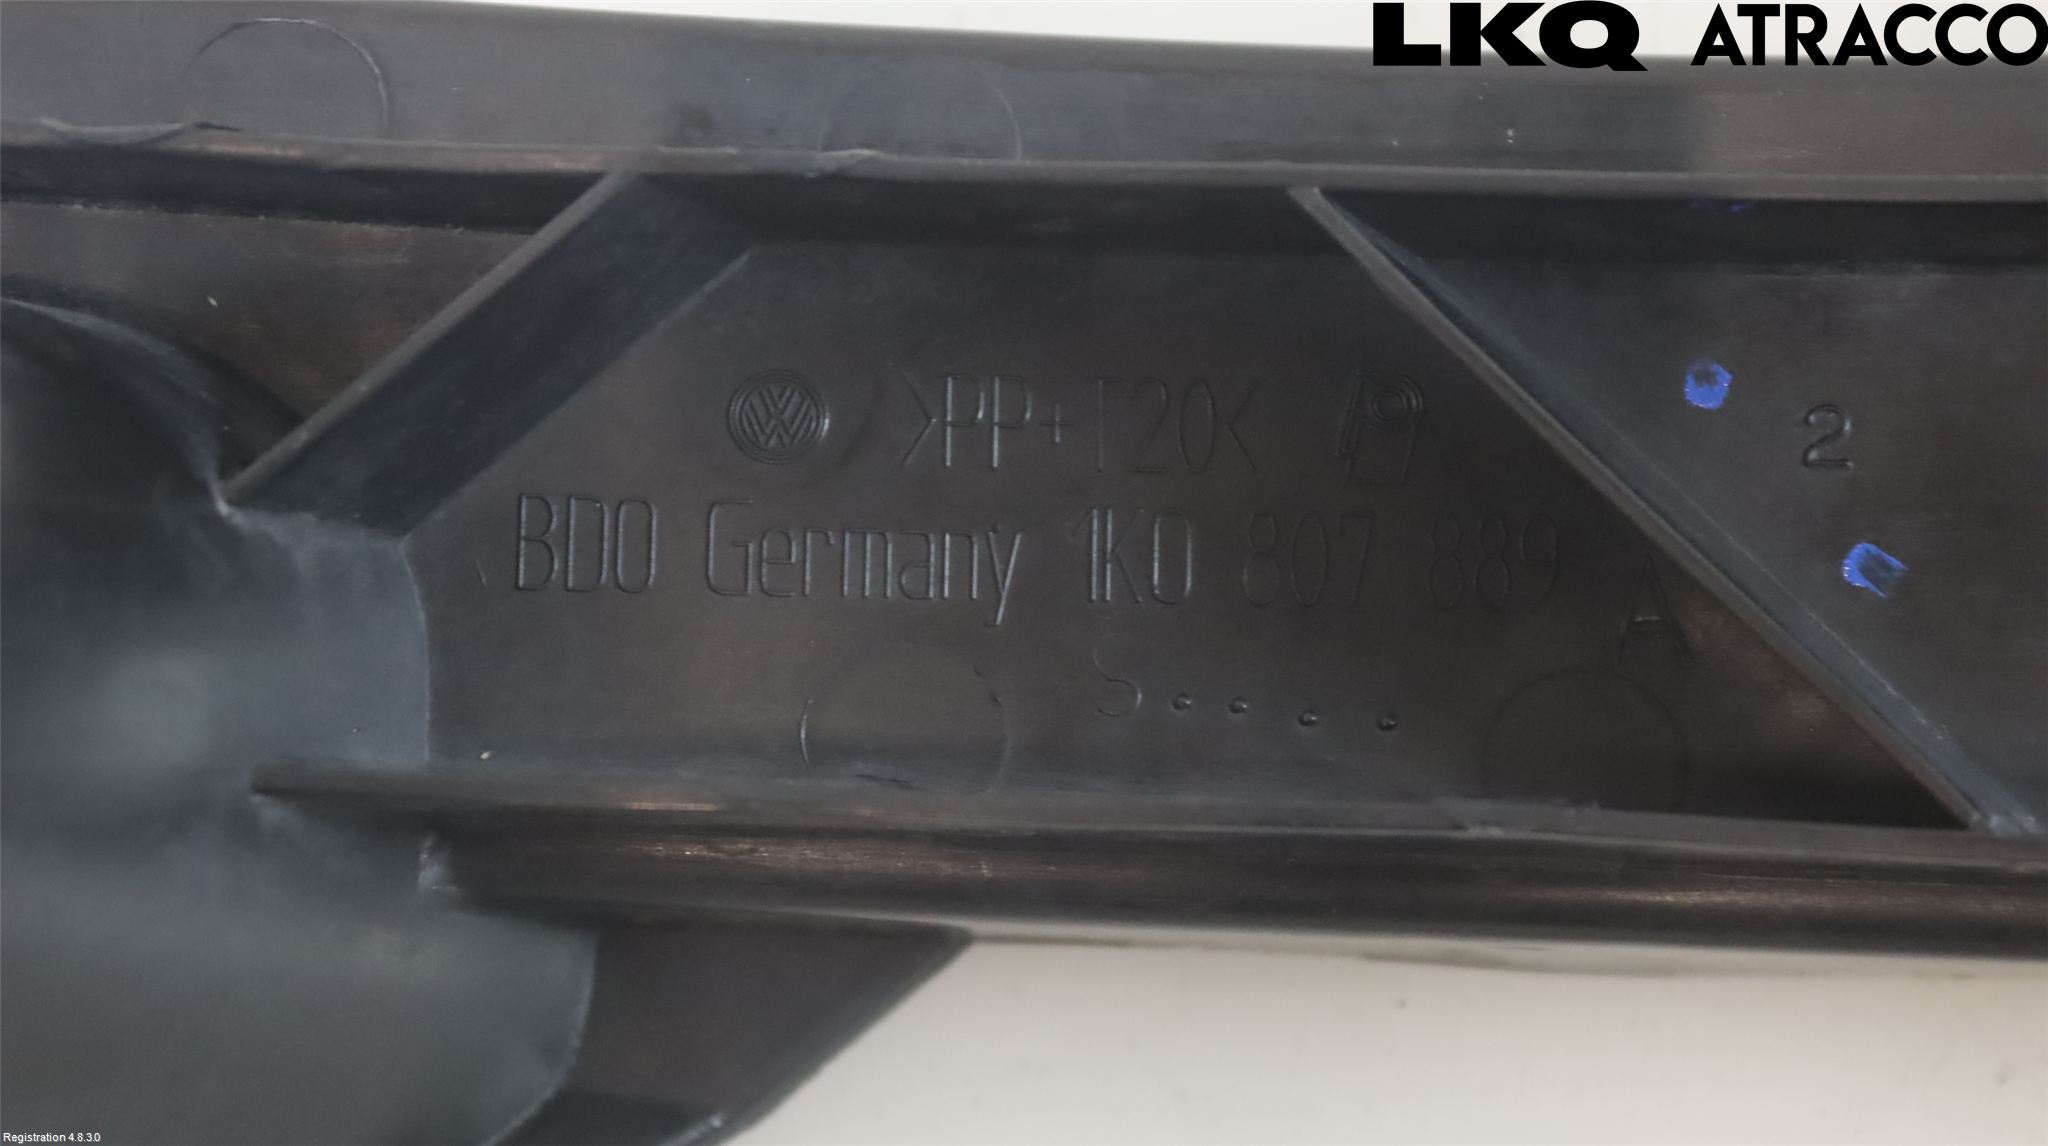 LKQ ATRACCO
>PP+T20<
2
BDO Germany 1K0 807 889 A
S....
Registration 4.8.3.0